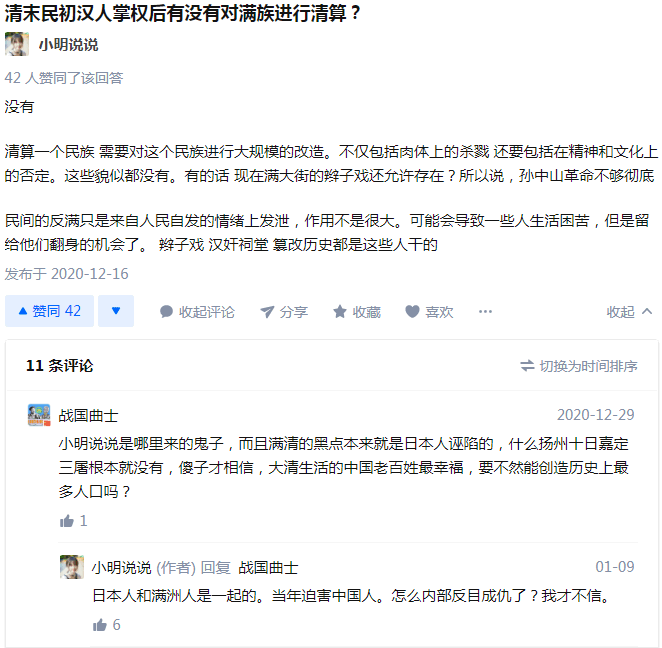 清末民初汉人掌权后有没有对满族进行清算？
小明说说
42 人赞同了该回答
没有
清算一个民族 需要对这个民族进行大规模的改造。不仅包括肉体上的杀戮 还要包括在精神和文化上
的否定。这些貌似都没有。有的话 现在满大街的辫子戏还允许存在？所以说，孙中山革命不够彻底
民间的反满只是来自人民自发的情绪上发泄，作用不是很大。可能会导致一些人生活困苦，但是留
给他们翻身的机会了。 辫子戏 汉奸祠堂 篡改历史都是这些人干的
发布于 2020-12-16
赞同 42 收起评论 分享 收藏 喜欢 ··· 收起
11 条评论 切换为时间排序
战国曲士 2020-12-29
小明说说是哪里来的鬼子，而且满清的黑点本来就是日本人诬陷的，什么扬州十日嘉定
三屠根本就没有，傻子才相信，大清生活的中国老百姓最幸福，要不然能创造历史上最
多人口吗？
1
小明说说 (作者) 回复 战国曲士 01-09
日本人和满洲人是一起的。当年迫害中国人。怎么内部反目成仇了？我才不信。
6